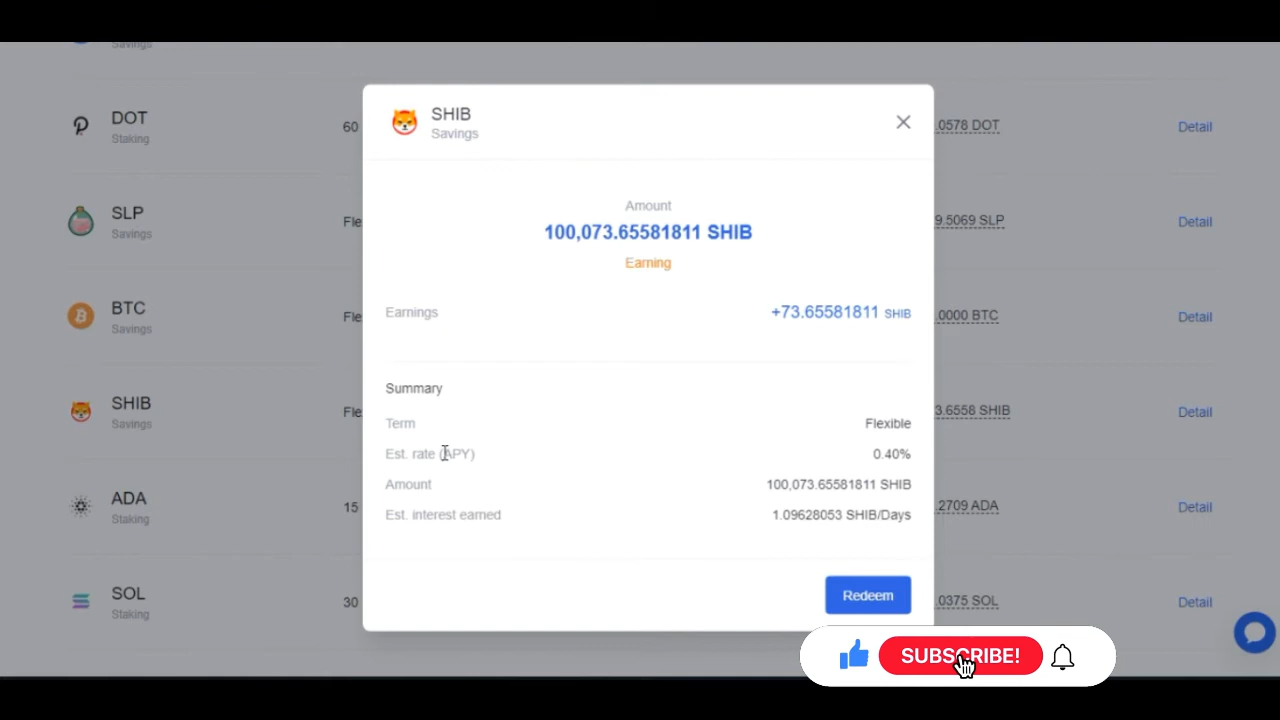 Savings
DOT
Staking
60
.0578 DOT
Detail
SLP
Savings
Fle
9.5069 SLP
Detail
BTC
Savings
Fle
.0000 BTC
Detail
SHIB
Savings
Fle
3.6558 SHIB
Detail
ADA
Staking
15
.2709 ADA
Detail
SOL
Staking
30
.0375 SOL
Detail
SHIB
Savings
Amount
100,073.65581811 SHIB
Earning
Earnings
+73.65581811 SHIB
Summary
Term
Flexible
Est. rate (APY)
0.40%
Amount
100,073.65581811 SHIB
Est. interest earned
1.09628053 SHIB/Days
Redeem
SUBSCRIBE!